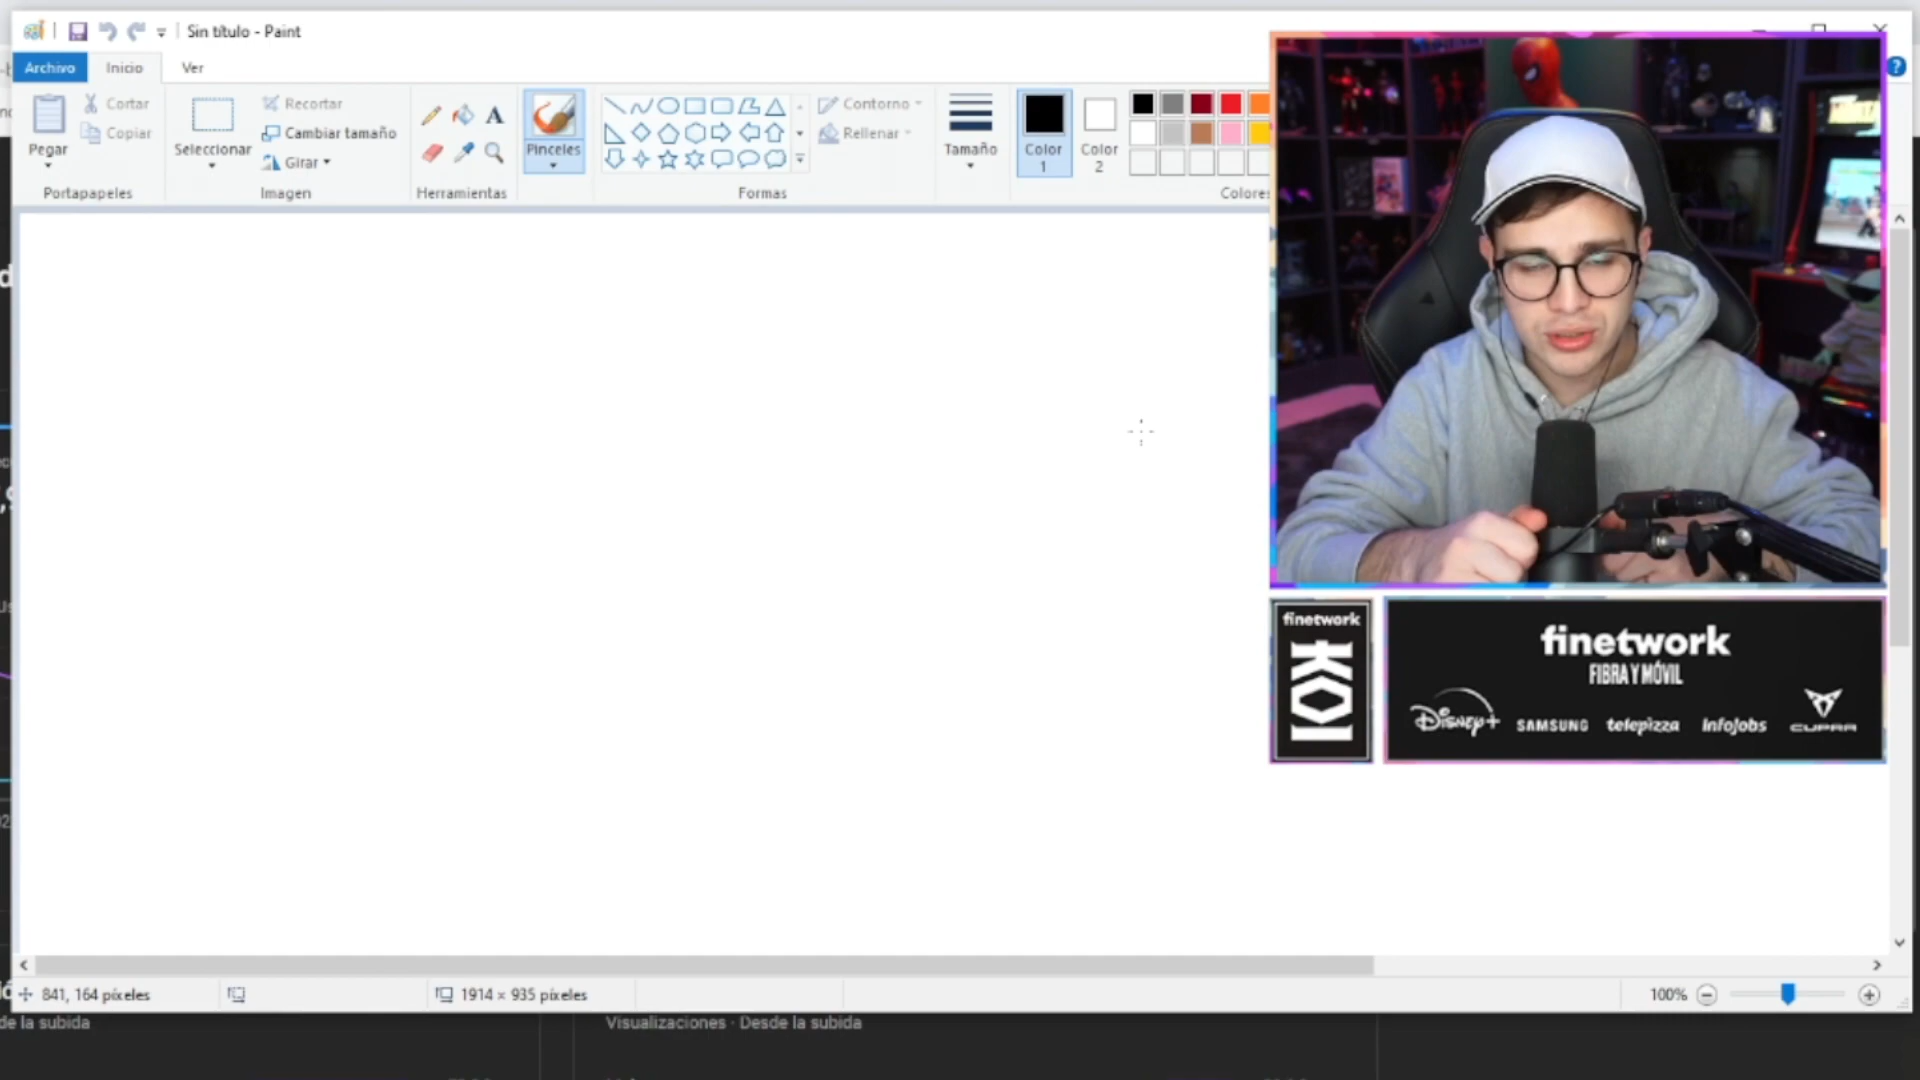 Sin título - Paint
Archivo Inicio Ver
Pegar
Cortar
Copiar
Portapapeles
Seleccionar
Recortar
Cambiar tamaño
Girar
Imagen
A
Herramientas
Pinceles
Contorno
Rellenar
Formas
Tamaño
Color 1
Color 2
Colores
?
finetwork
KOI
finetwork
FIBRA Y MÓVIL
Disney+ SAMSUNG telepizza InfoJobs CUPRA
841, 164 píxeles 1914 × 935 píxeles 100%
de la subida Visualizaciones · Desde la subida